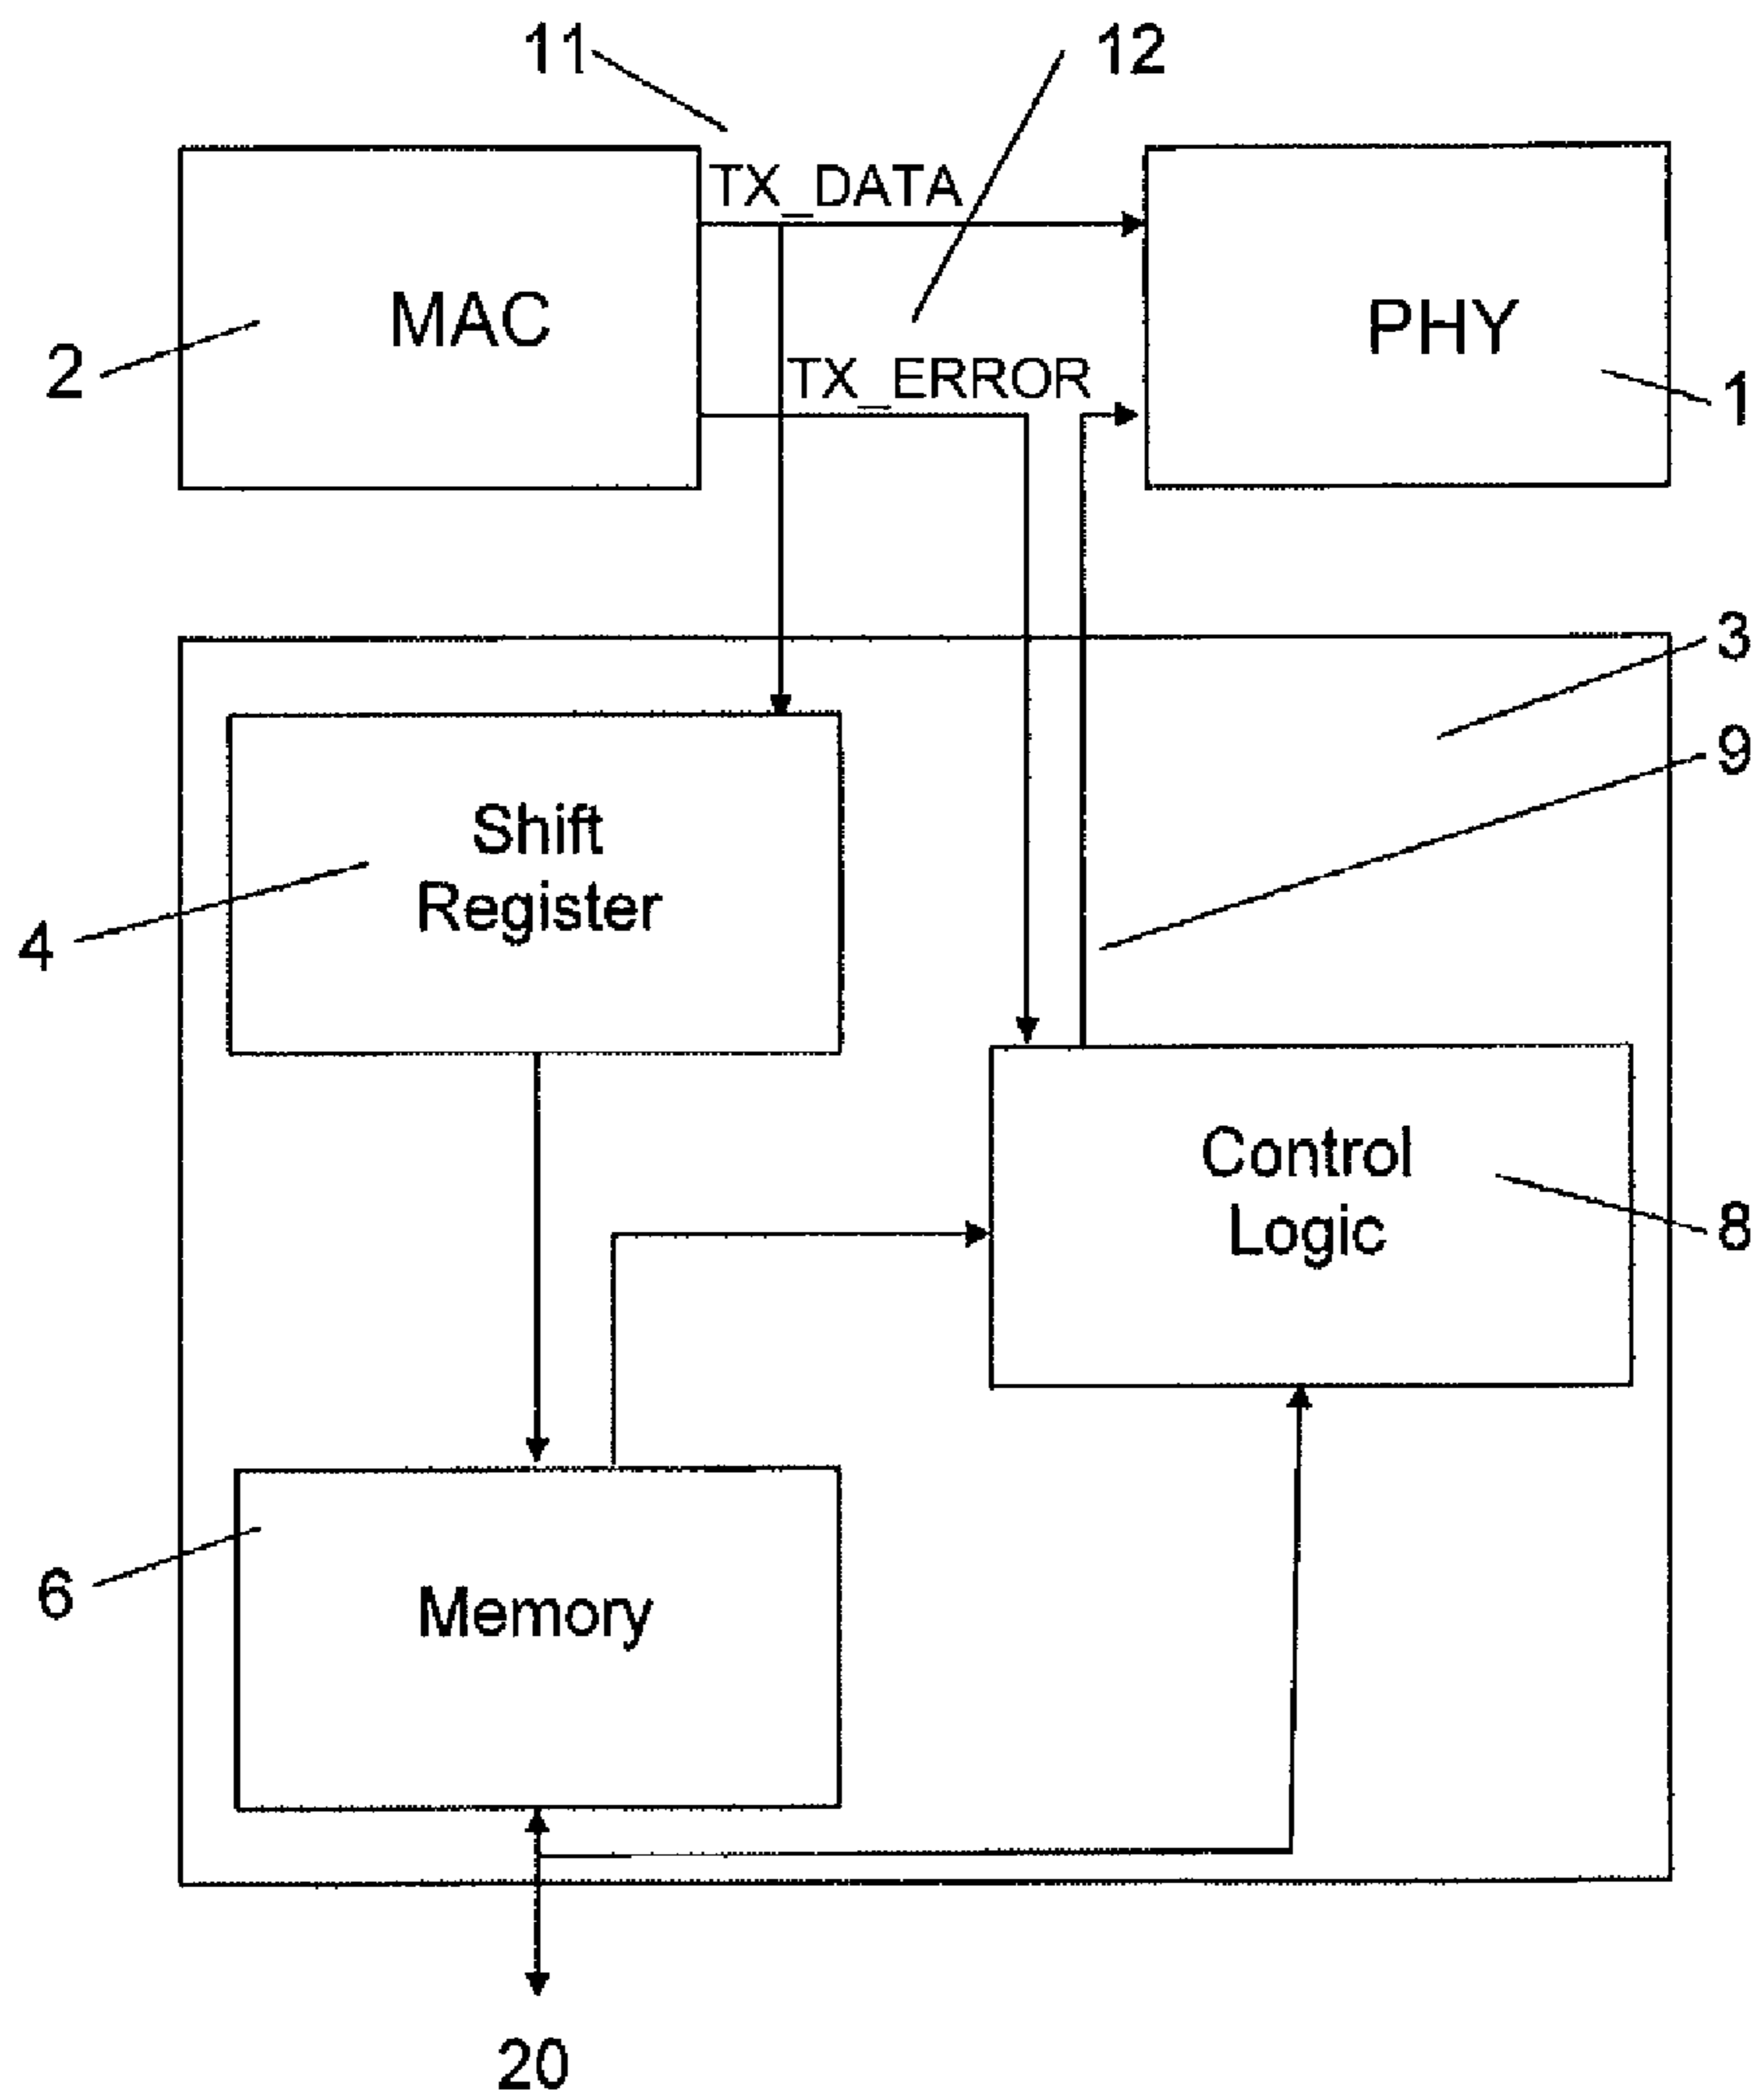 11
12
TX_DATA
MAC
PHY
2
TX_ERROR
1
3
9
Shift
Register
4
Control
Logic
8
6
Memory
20